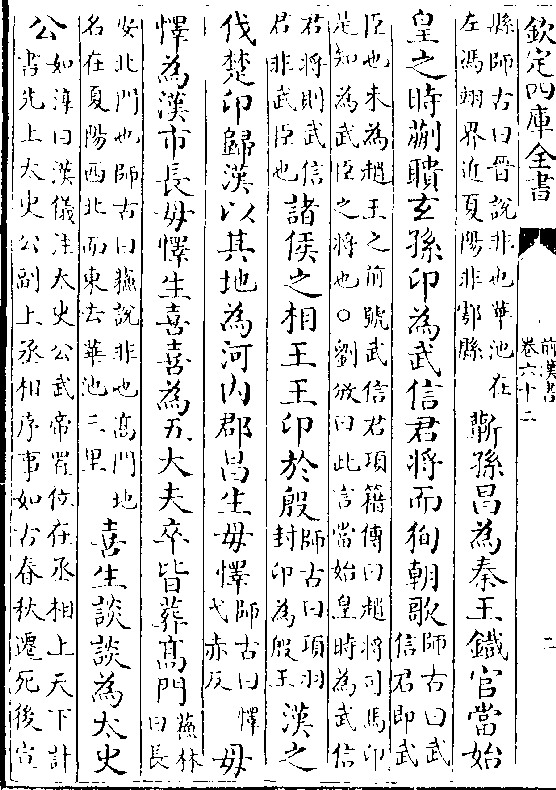 欽定四庫全書
前漢書
卷六十二
二
縣師古曰晋說非也華池在
左馮翊界近夏陽非鄠縣
蘄孫昌為秦王鐵官當始
皇之時蒯聵玄孫卬為武信君將而徇朝歌
師古曰武
信君即武
臣也未為趙王之前號武信君項籍傳曰趙將司馬卬
是知為武臣之將也○劉攽曰此言當始皇時為武信
君將則武信
君非武臣也
諸侯之相王王卬於殷
師古曰項羽
封卬為殷王
漢之
伐楚卬歸漢以其地為河内郡昌生毋懌
師古曰懌
弋赤反
毋
懌為漢市長毋懌生喜喜為五大夫卒皆葬髙門
蘓林
曰長
安北門也師古曰蘓說非也髙門地
名在夏陽西北而東去華池三里
喜生談談為太史
公
如淳曰漢儀注太史公武帝置位在丞相上天下計
書先上太史公副上丞相序事如古春秋遷死後宣